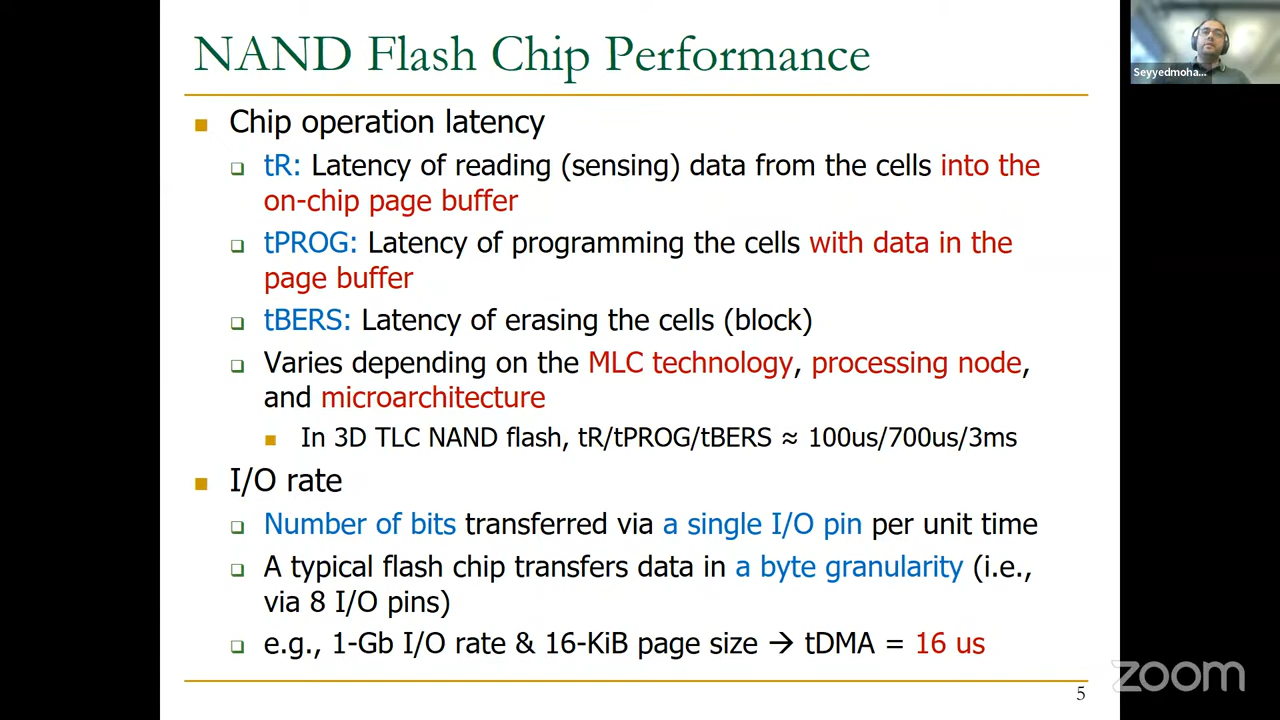 NAND Flash Chip Performance
Seyyedmoha...
Chip operation latency
tR: Latency of reading (sensing) data from the cells into the
on-chip page buffer
tPROG: Latency of programming the cells with data in the
page buffer
tBERS: Latency of erasing the cells (block)
Varies depending on the MLC technology, processing node,
and microarchitecture
In 3D TLC NAND flash, tR/tPROG/tBERS ≈ 100us/700us/3ms
I/O rate
Number of bits transferred via a single I/O pin per unit time
A typical flash chip transfers data in a byte granularity (i.e.,
via 8 I/O pins)
e.g., 1-Gb I/O rate & 16-KiB page size → tDMA = 16 us
zoom
5